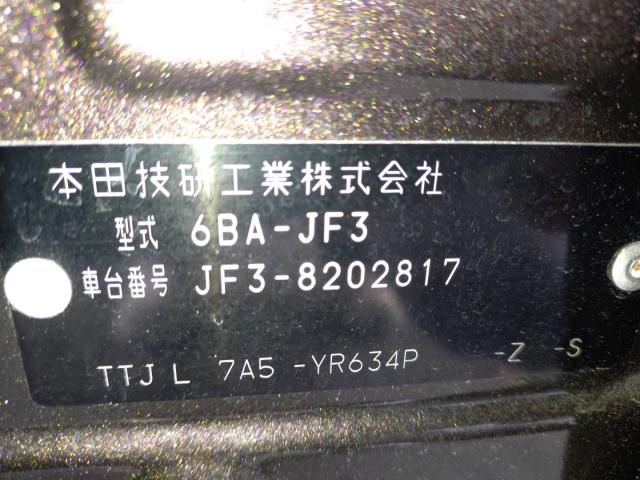 本田技研工業株式会社
型式 6BA-JF3
車台番号 JF3-8202817
TTJ L 7A5 -YR634P -Z -S